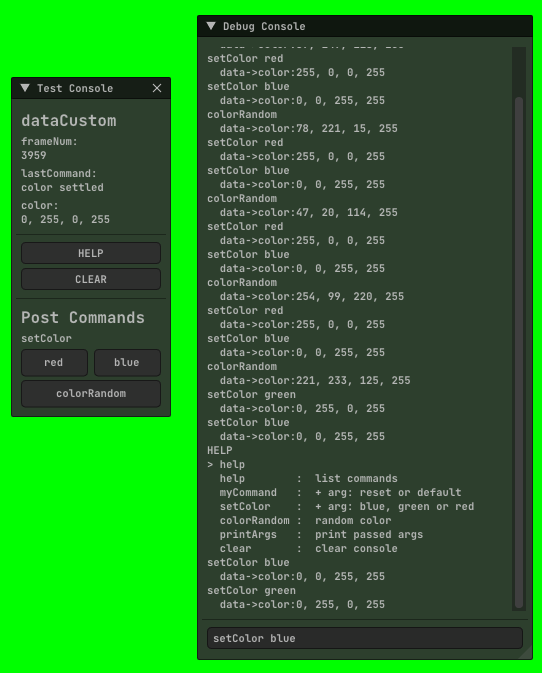 Test Console
dataCustom
frameNum:
3959
lastCommand:
color settled
color:
0, 255, 0, 255
HELP
CLEAR
Post Commands
setColor
red
blue
colorRandom
Debug Console
setColor red
data->color:255, 0, 0, 255
setColor blue
data->color:0, 0, 255, 255
colorRandom
data->color:78, 221, 15, 255
setColor red
data->color:255, 0, 0, 255
setColor blue
data->color:0, 0, 255, 255
colorRandom
data->color:47, 20, 114, 255
setColor red
data->color:255, 0, 0, 255
setColor blue
data->color:0, 0, 255, 255
colorRandom
data->color:254, 99, 220, 255
setColor red
data->color:255, 0, 0, 255
setColor blue
data->color:0, 0, 255, 255
colorRandom
data->color:221, 233, 125, 255
setColor green
data->color:0, 255, 0, 255
setColor blue
data->color:0, 0, 255, 255
HELP
> help
help : list commands
myCommand : + arg: reset or default
setColor : + arg: blue, green or red
colorRandom : random color
printArgs : print passed args
clear : clear console
setColor blue
data->color:0, 0, 255, 255
setColor green
data->color:0, 255, 0, 255
setColor blue